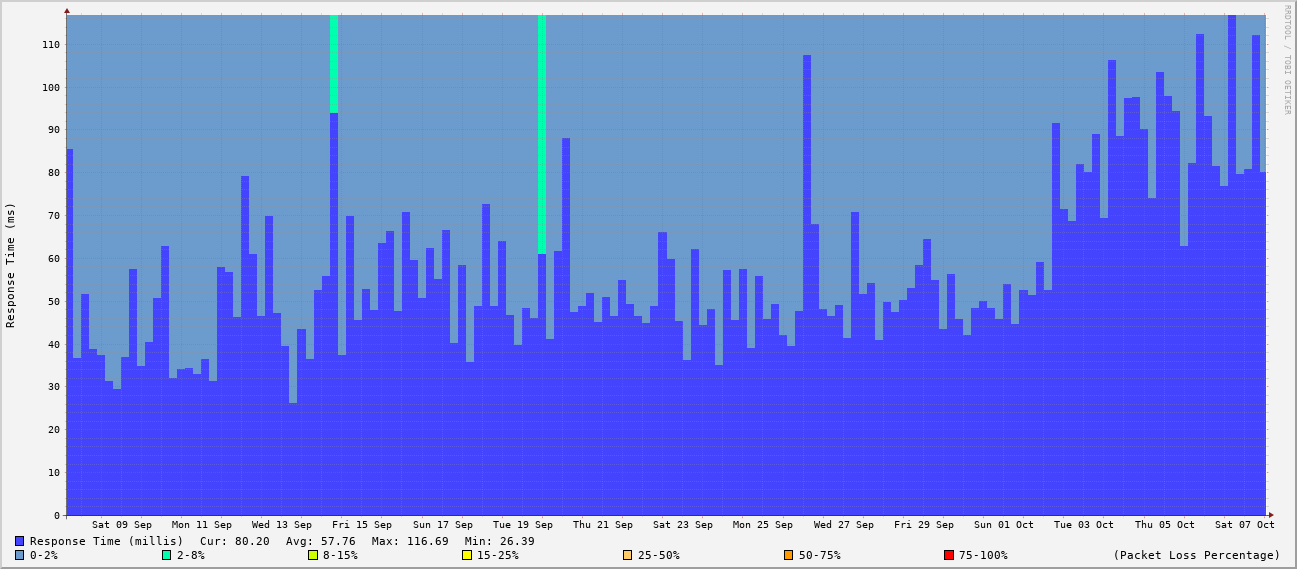 RRDTOOL / TOBI OETIKER
Response Time (ms)
110
100
90
80
70
60
50
40
30
20
10
0
Sat 09 Sep Mon 11 Sep Wed 13 Sep Fri 15 Sep Sun 17 Sep Tue 19 Sep Thu 21 Sep Sat 23 Sep Mon 25 Sep Wed 27 Sep Fri 29 Sep Sun 01 Oct Tue 03 Oct Thu 05 Oct Sat 07 Oct
Response Time (millis) Cur: 80.20 Avg: 57.76 Max: 116.69 Min: 26.39
0-2% 2-8% 8-15% 15-25% 25-50% 50-75% 75-100% (Packet Loss Percentage)